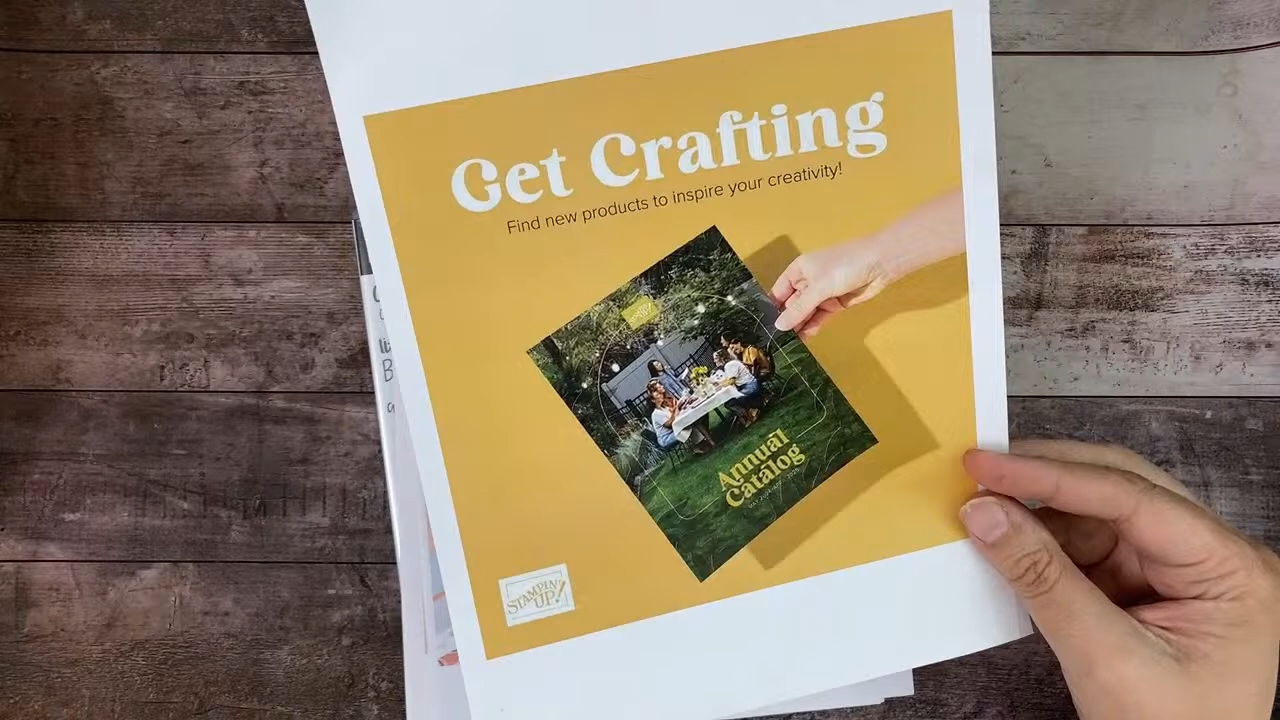 Get Crafting
Find new products to inspire your creativity!
Annual
Catalog
STAMPIN'
UP!